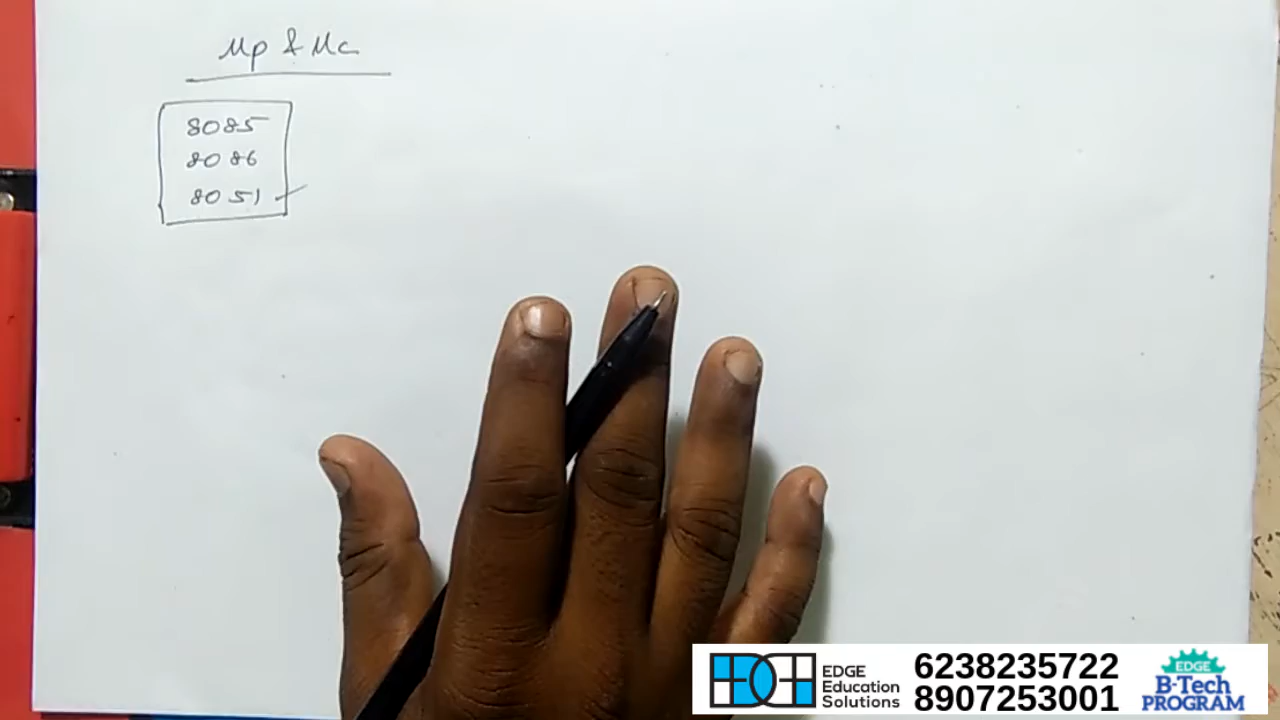 Mp & Mc
8085
8086
8051
EDGE
Education
Solutions
6238235722
8907253001
EDGE
B-Tech
PROGRAM